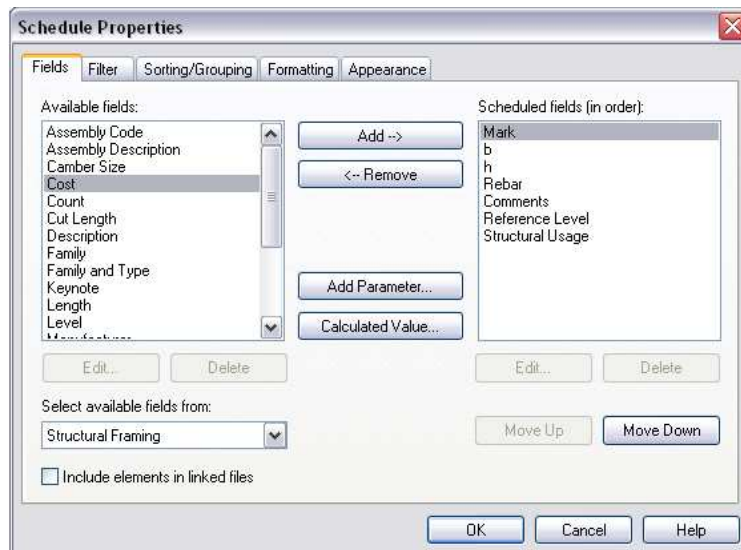 Schedule Properties
Fields Filter Sorting/Grouping Formatting Appearance
Available fields:
Assembly Code
Assembly Description
Camber Size
Cost
Count
Cut Length
Description
Family
Family and Type
Keynote
Length
Level
Manufacturer
Edit... Delete
Select available fields from:
Structural Framing
Include elements in linked files
Add -->
<-- Remove
Add Parameter...
Calculated Value...
Scheduled fields (in order):
Mark
b
h
Rebar
Comments
Reference Level
Structural Usage
Edit... Delete
Move Up Move Down
OK Cancel Help